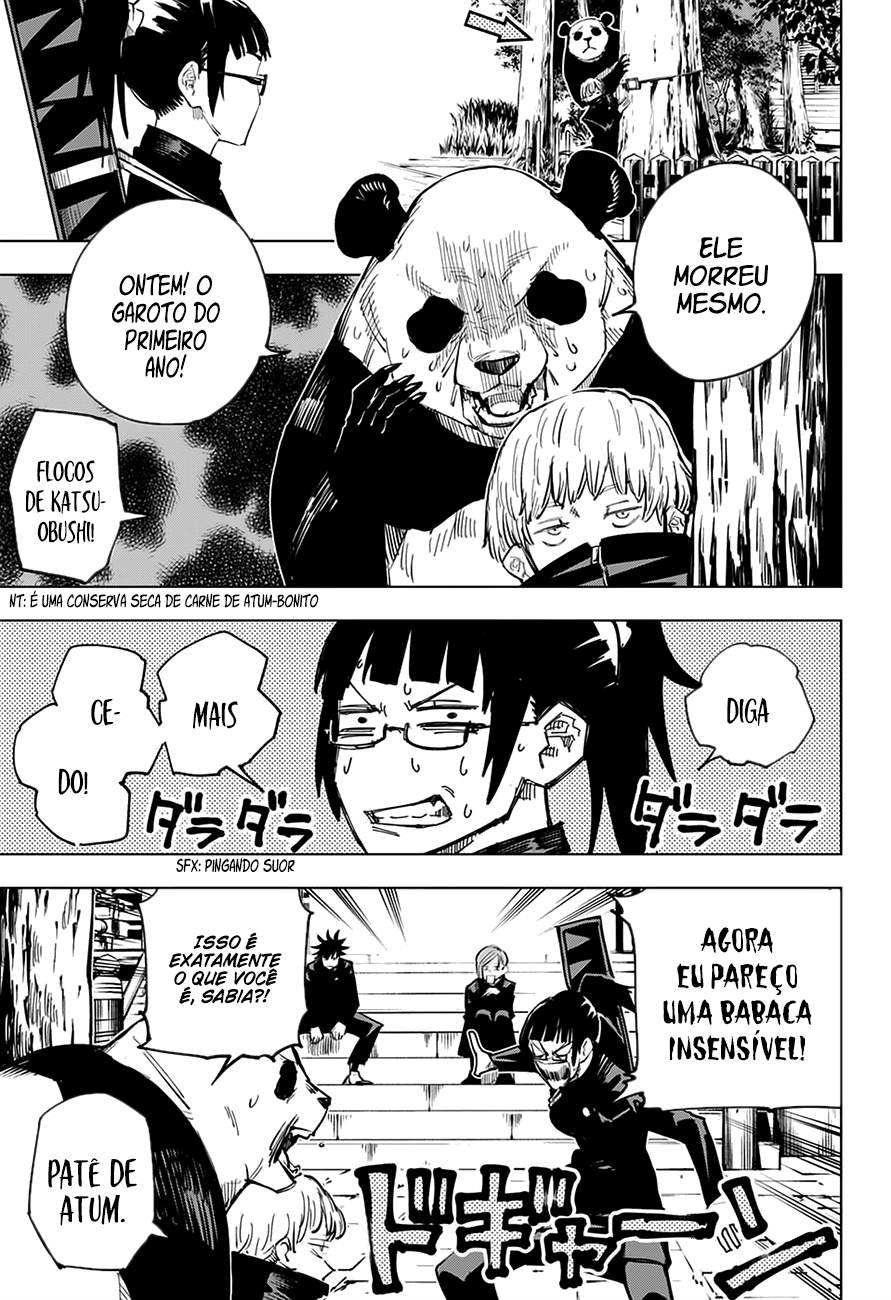 ELE
MORREU
MESMO.
ONTEM! O
GAROTO DO
PRIMEIRO
ANO!
FLOCOS
DE KATSU-
OBUSHI!
NT: É UMA CONSERVA SECA DE CARNE DE ATUM-BONITO
DIGA
MAIS
CE-
DO!
ダラダラ
ダラダラ
SFX: PINGANDO SUOR
AGORA
EU PAREÇO
UMA BABACA
INSENSÍVEL!
ISSO É
EXATAMENTE
O QUE VOCÊ
É, SABIA?!
PATÊ DE
ATUM.
ドギャー!!